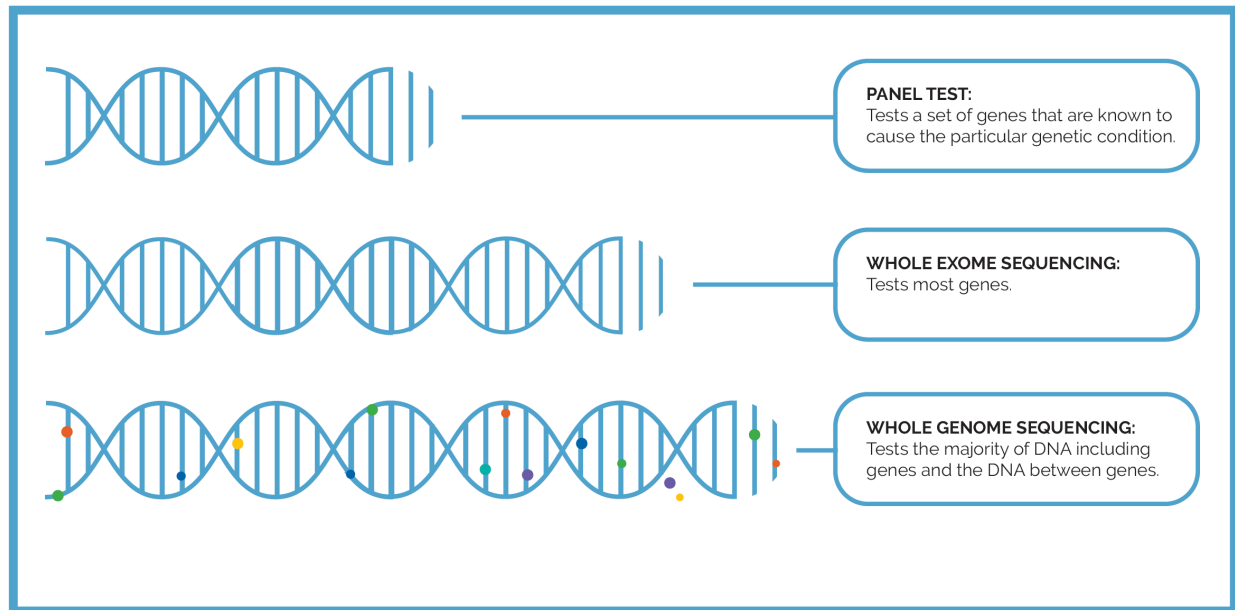 PANEL TEST:
Tests a set of genes that are known to
cause the particular genetic condition.
WHOLE EXOME SEQUENCING:
Tests most genes.
WHOLE GENOME SEQUENCING:
Tests the majority of DNA including
genes and the DNA between genes.